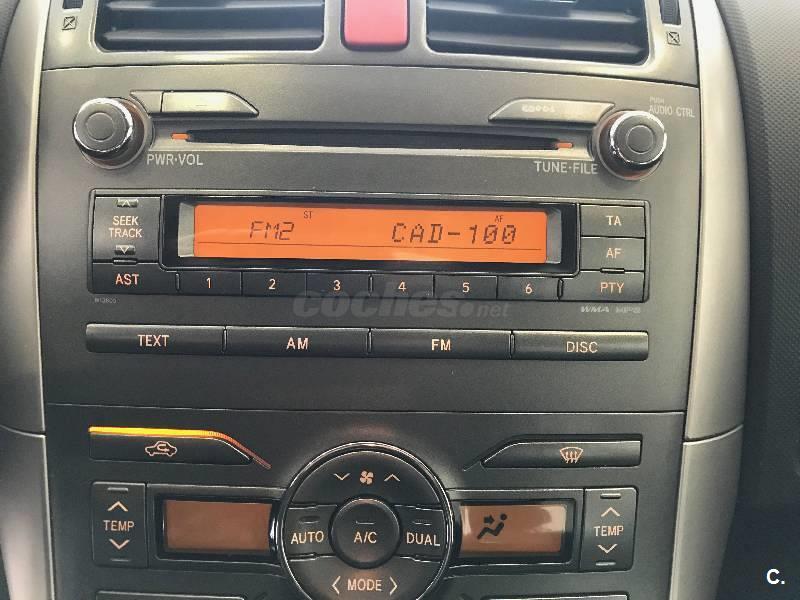 PUSH
AUDIO CTRL
PWR·VOL
TUNE·FILE
ST
AF
FM2
CAD-100
SEEK
TRACK
TA
AF
AST
1 2 3 4 5 6
PTY
coches.net
WMA MP3
TEXT
AM
FM
DISC
TEMP
AUTO
A/C
DUAL
TEMP
MODE
C.